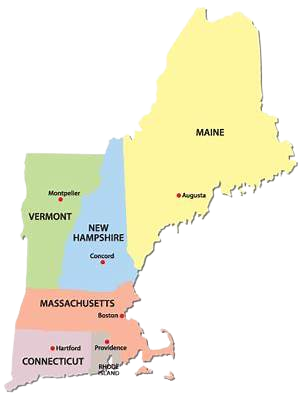 MAINE
Augusta
Montpelier
VERMONT
NEW
HAMPSHIRE
Concord
MASSACHUSETTS
Boston
Hartford
Providence
CONNECTICUT
RHODE
ISLAND